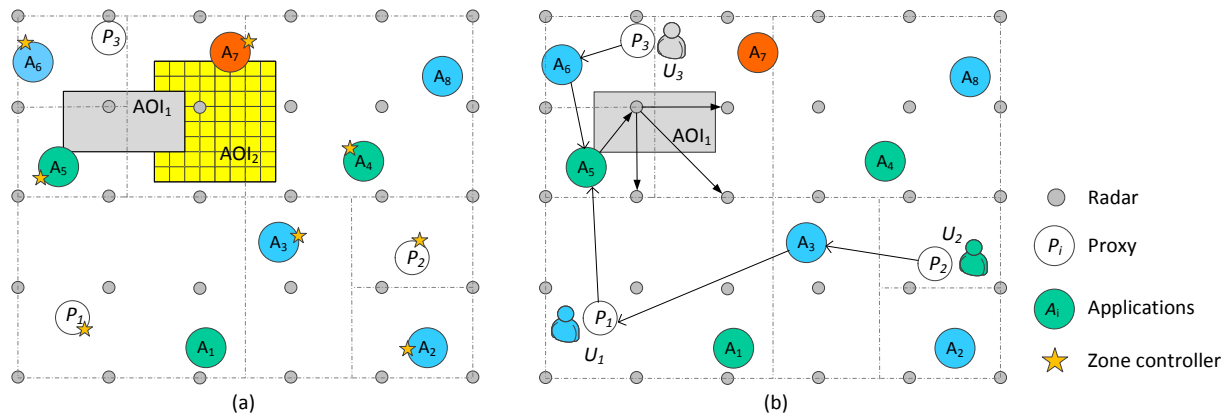 P3
A6
A7
A8
AOI1
AOI2
A5
A4
A3
P2
P1
A1
A2
(a)
P3
U3
A6
A7
A8
AOI1
A5
A4
A3
U2
P2
P1
U1
A1
A2
(b)
Radar
Pi Proxy
Ai Applications
Zone controller